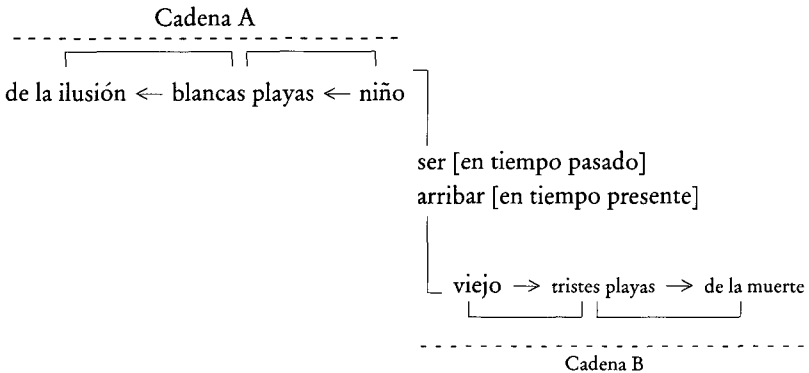 Cadena A
de la ilusión ← blancas playas ← niño
ser [en tiempo pasado]
arribar [en tiempo presente]
viejo → tristes playas → de la muerte
Cadena B